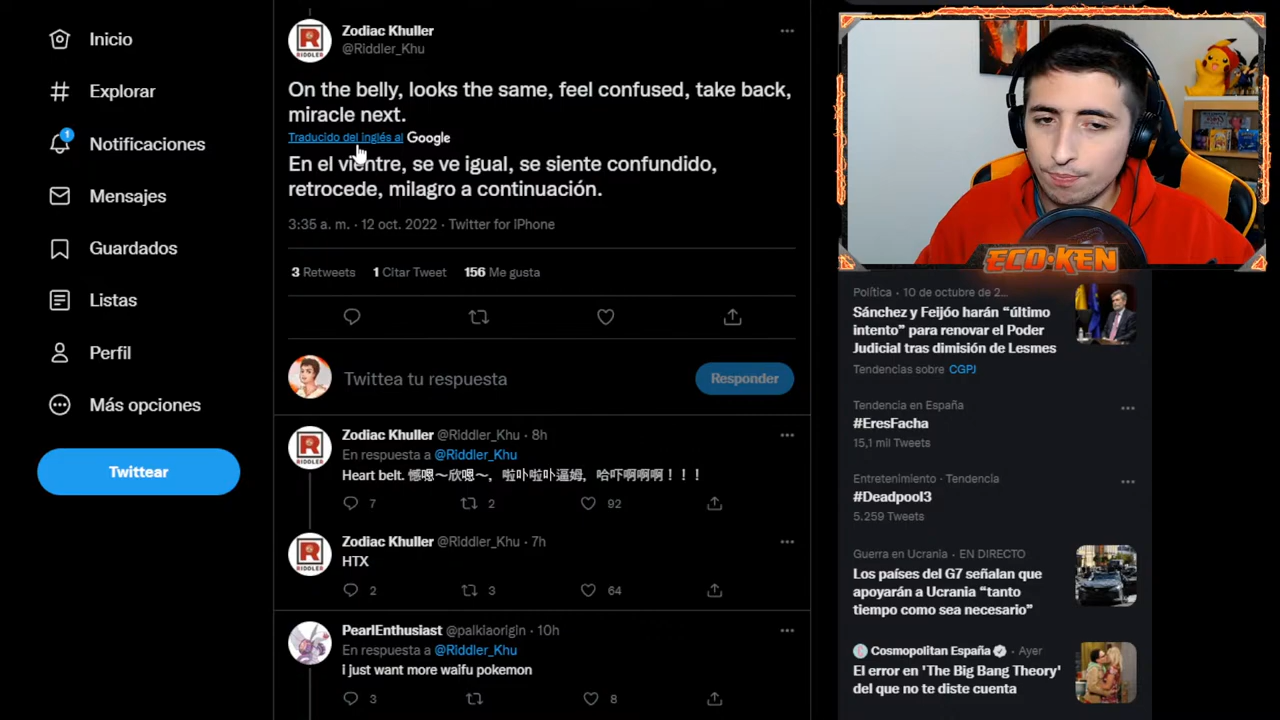 Inicio
Explorar
1
Notificaciones
Mensajes
Guardados
Listas
Perfil
Más opciones
Twittear
RIDDLER
Zodiac Khuller
@Riddler_Khu
On the belly, looks the same, feel confused, take back,
miracle next.
Traducido del inglés al Google
En el vientre, se ve igual, se siente confundido,
retrocede, milagro a continuación.
3:35 a. m. · 12 oct. 2022 · Twitter for iPhone
3 Retweets 1 Citar Tweet 156 Me gusta
Twittea tu respuesta
Responder
RIDDLER
Zodiac Khuller @Riddler_Khu · 8h
En respuesta a @Riddler_Khu
Heart belt. 憾嗯～欣嗯～，啦卟啦卟逼姆，哈吓啊啊啊！！！
7 2 92
RIDDLER
Zodiac Khuller @Riddler_Khu · 7h
HTX
2 3 64
PearlEnthusiast @palkiaorigin · 10h
En respuesta a @Riddler_Khu
i just want more waifu pokemon
3 8
ECO·KEN
Política · 10 de octubre de 2...
Sánchez y Feijóo harán “último
intento” para renovar el Poder
Judicial tras dimisión de Lesmes
Tendencias sobre CGPJ
Tendencia en España
#EresFacha
15,1 mil Tweets
Entretenimiento · Tendencia
#Deadpool3
5.259 Tweets
Guerra en Ucrania · EN DIRECTO
Los países del G7 señalan que
apoyarán a Ucrania “tanto
tiempo como sea necesario”
Cosmopolitan España · Ayer
El error en 'The Big Bang Theory'
del que no te diste cuenta